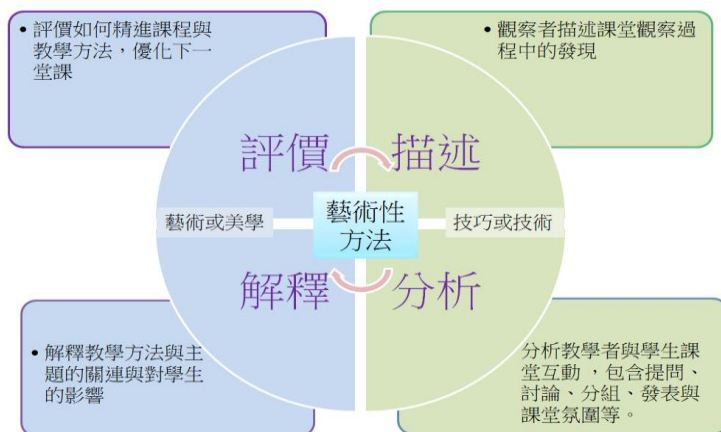 • 評價如何精進課程與
教學方法，優化下一
堂課
• 觀察者描述課堂觀察過
程中的發現
評價
描述
藝術或美學
藝術性
方法
技巧或技術
解釋
分析
• 解釋教學方法與主
題的關連與對學生
的影響
分析教學者與學生課
堂互動，包含提問、
討論、分組、發表與
課堂氛圍等。